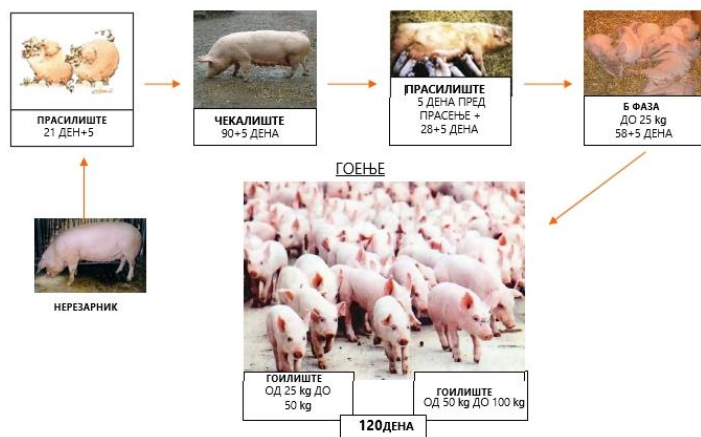 ПРАСИЛИШТЕ
21 ДЕН+5
ЧЕКАЛИШТЕ
90+5 ДЕНА
ПРАСИЛИШТЕ
5 ДЕНА ПРЕД
ПРАСЕЊЕ +
28+5 ДЕНА
Б ФАЗА
ДО 25 kg
58+5 ДЕНА
НЕРЕЗАРНИК
ГОЕЊЕ
ГОИЛИШТЕ
ОД 25 kg ДО
50 kg
ГОИЛИШТЕ
ОД 50 kg ДО 100 kg
120ДЕНА